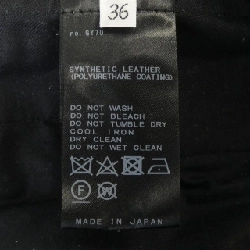 36
SYNTHETIC LEATHER
(POLYURETHANE COATING)
DO NOT WASH
DO NOT BLEACH
DO NOT TUMBLE DRY
COOL IRON
DRY CLEAN
DO NOT WET CLEAN
F W
MADE IN JAPAN